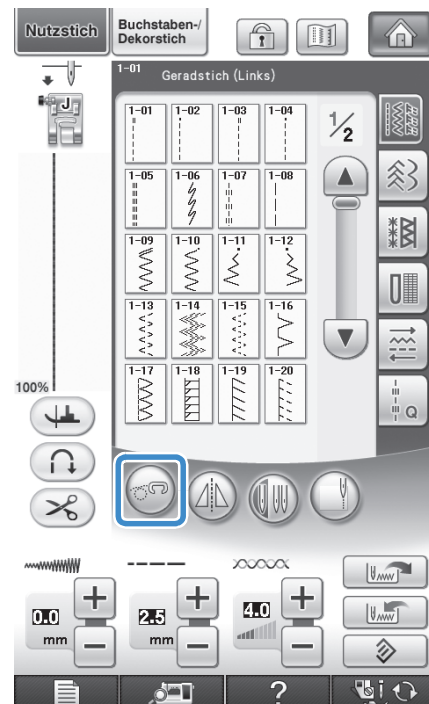 Nutzstich
Buchstaben-/
Dekorstich
1-01
Geradstich (Links)
J
1-01 1-02 1-03 1-04
1/2
1-05 1-06 1-07 1-08
1-09 1-10 1-11 1-12
1-13 1-14 1-15 1-16
1-17 1-18 1-19 1-20
100%
Q
0.0
mm
2.5
mm
4.0
?
i